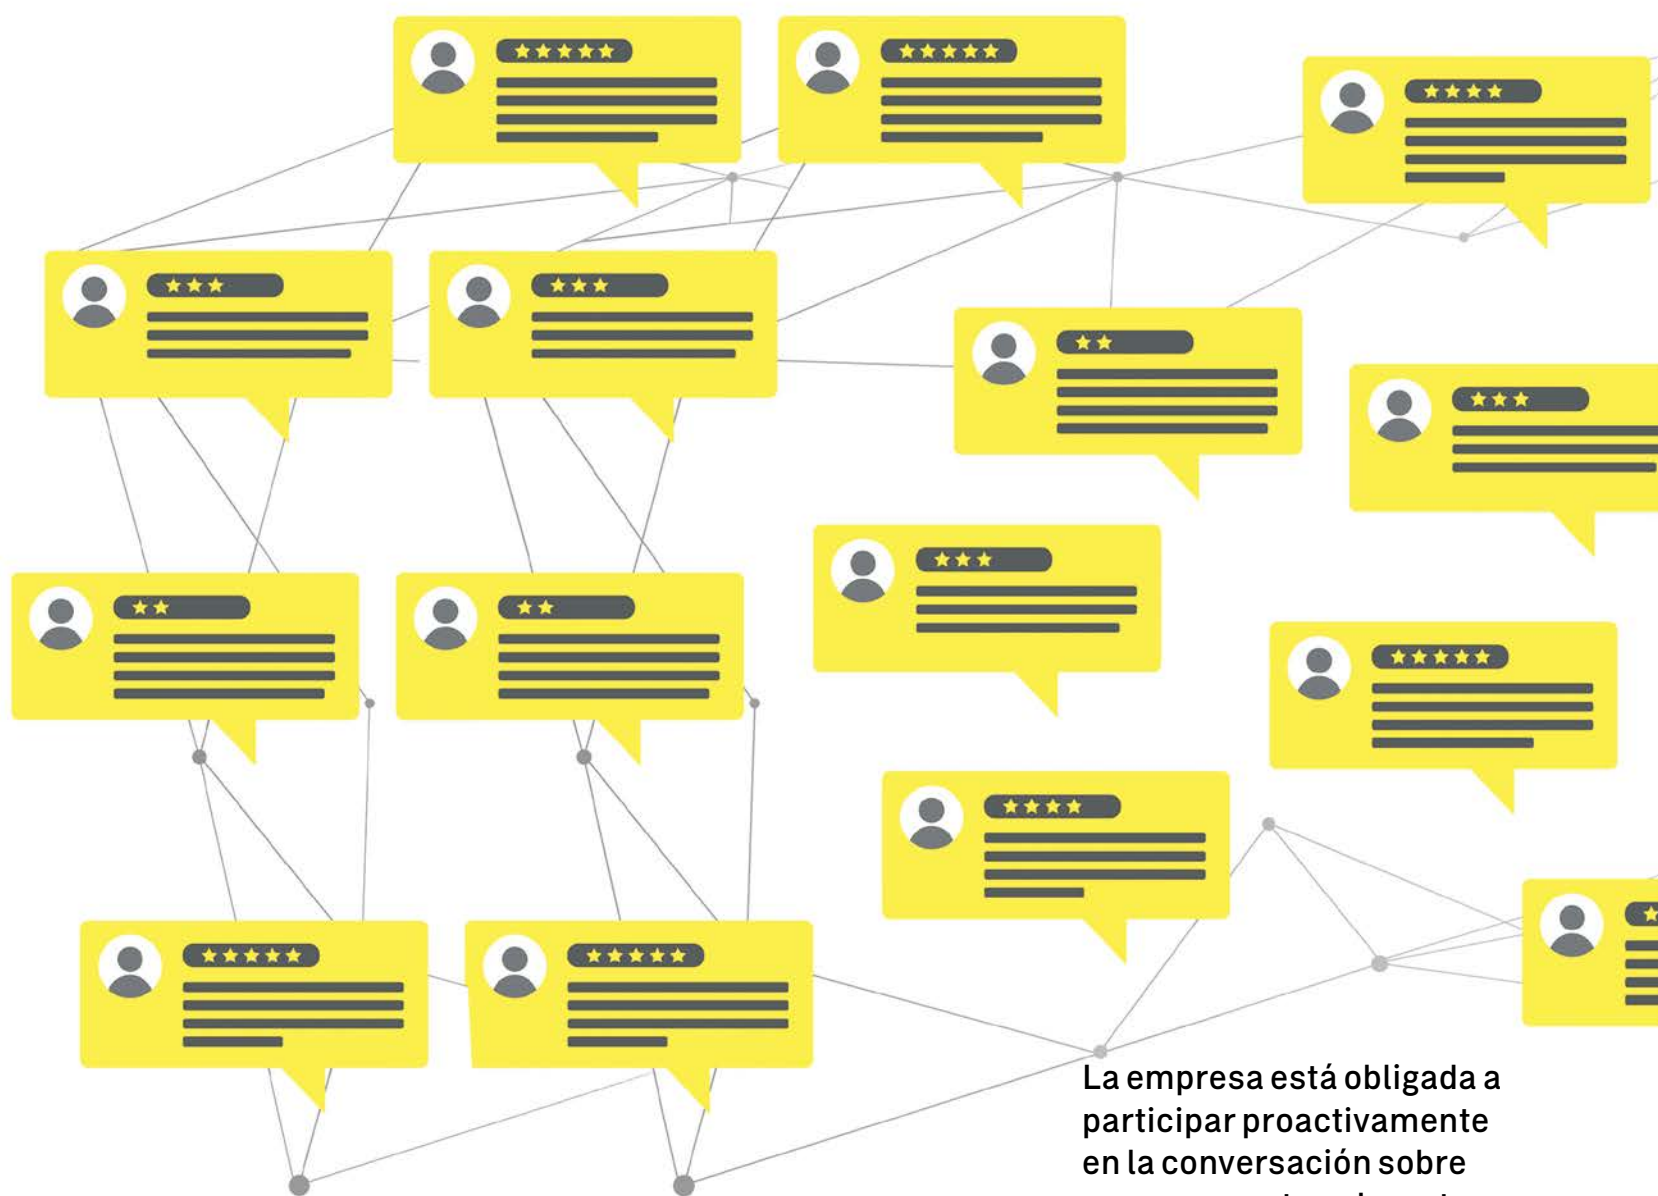 La empresa está obligada a
participar proactivamente
en la conversación sobre